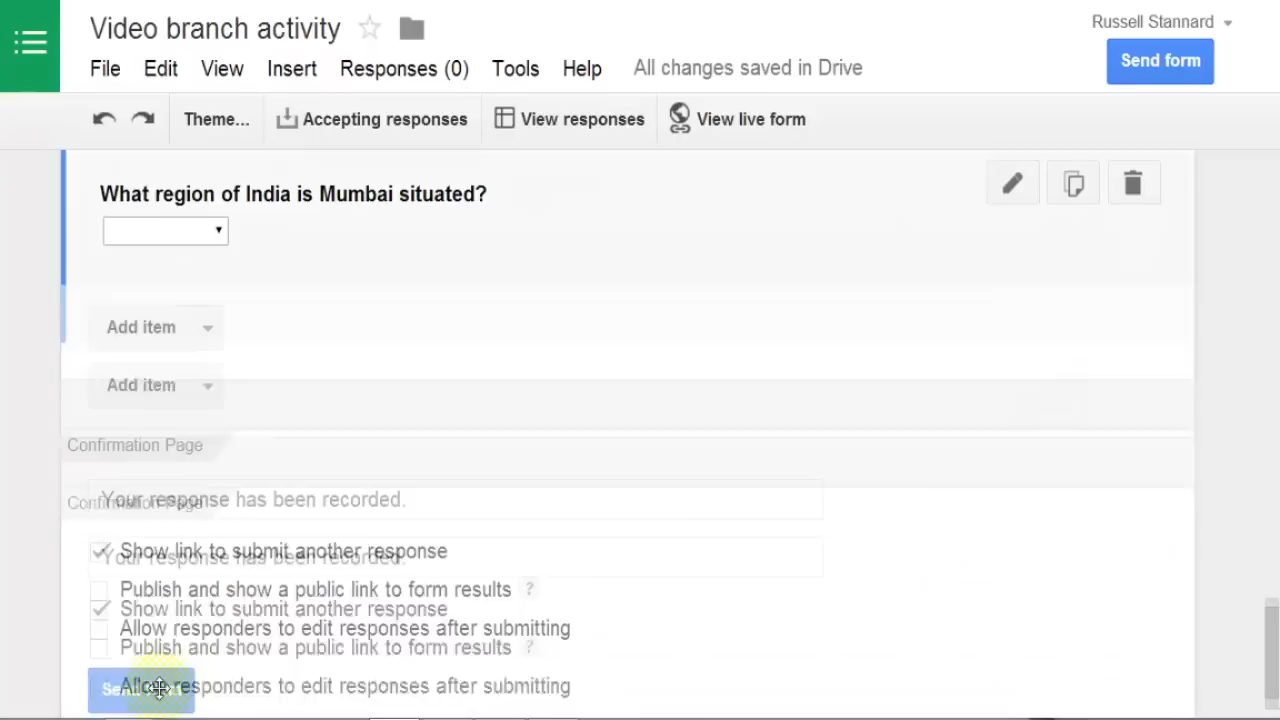 Video branch activity
Russell Stannard
Send form
File Edit View Insert Responses (0) Tools Help All changes saved in Drive
Theme... Accepting responses View responses View live form
What region of India is Mumbai situated?
Add item
Add item
Confirmation Page
Your response has been recorded.
Confirmation Page
Show link to submit another response
Your response has been recorded.
Publish and show a public link to form results ?
Show link to submit another response
Allow responders to edit responses after submitting
Publish and show a public link to form results ?
Allow responders to edit responses after submitting